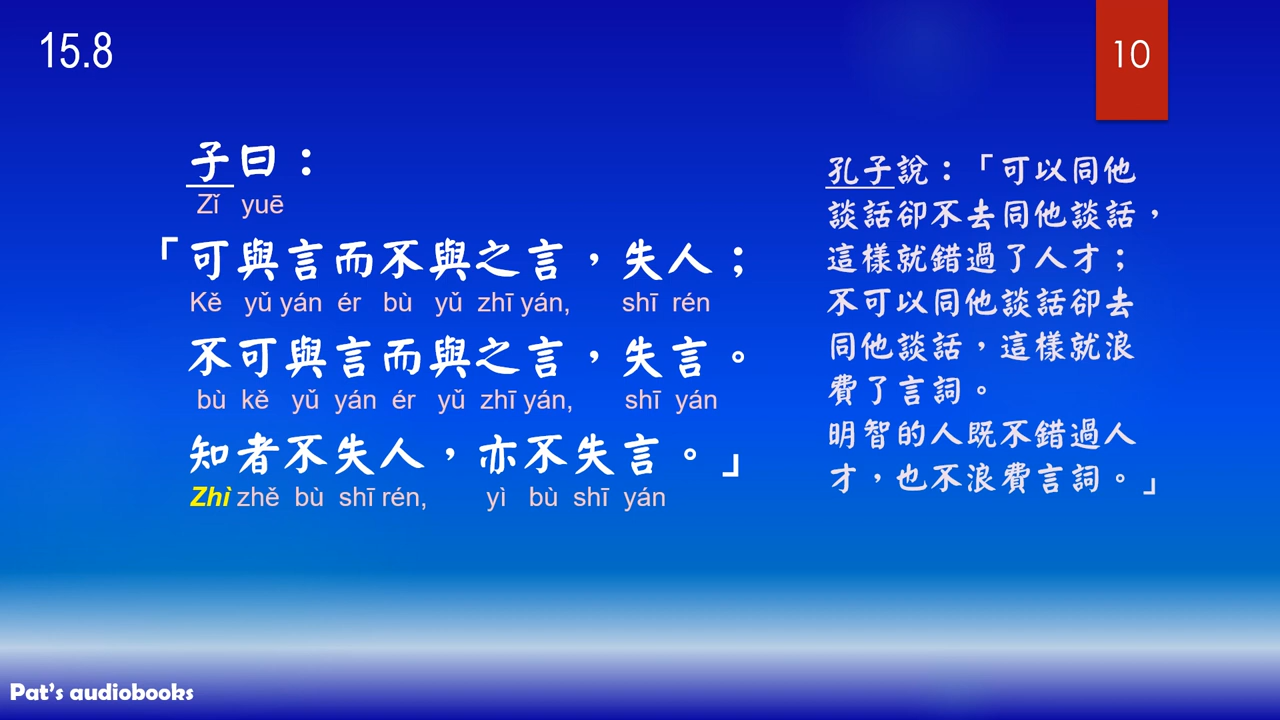 15.8
10
子曰：
Zǐ yuē
「可與言而不與之言，失人；
Kě yǔ yán ér bù yǔ zhī yán, shī rén
不可與言而與之言，失言。
bù kě yǔ yán ér yǔ zhī yán, shī yán
知者不失人，亦不失言。」
Zhì zhě bù shī rén, yì bù shī yán
孔子說：「可以同他
談話卻不去同他談話，
這樣就錯過了人才；
不可以同他談話卻去
同他談話，這樣就浪
費了言詞。
明智的人既不錯過人
才，也不浪費言詞。」
Pat's audiobooks